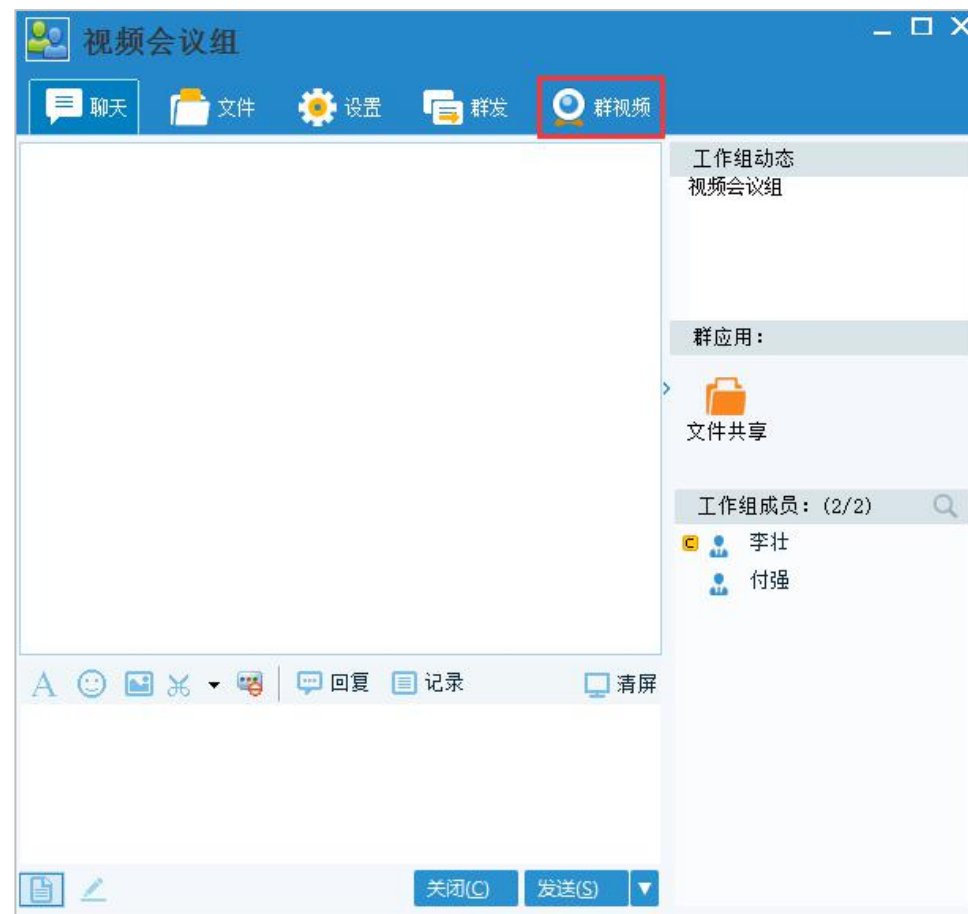 视频会议组
聊天 文件 设置 群发 群视频
工作组动态
视频会议组
群应用：
文件共享
工作组成员：(2/2)
C 李壮
付强
A 回复 记录 清屏
关闭(C) 发送(S)